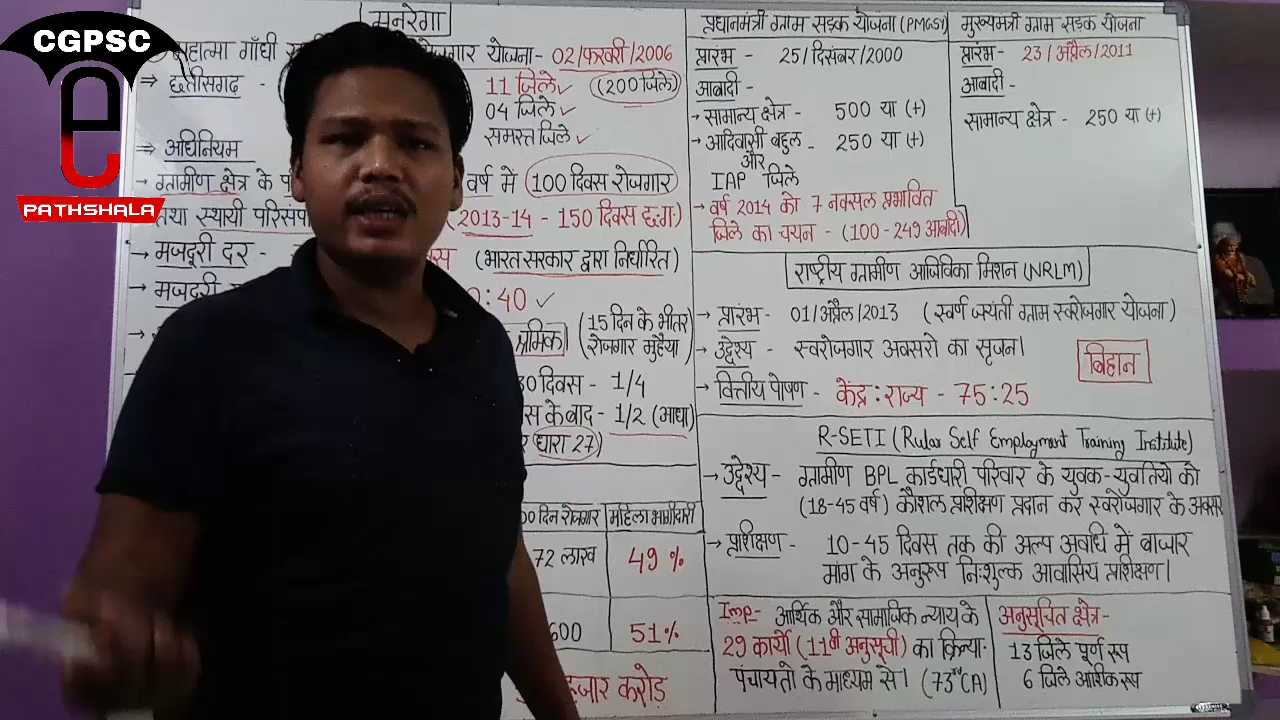 CGPSC
e
PATHSHALA
मनरेगा
महात्मा गाँधी
रोजगार योजना- 02/फरवरी/2006
⇒ छत्तीसगढ़ -
11 जिले ✓ (200 जिले)
04 जिले ✓
समस्त जिले ✓
⇒ अधिनियम
→ ग्रामीण क्षेत्र के
वर्ष में 100 दिवस रोजगार
तथा स्थायी
(2013-14 - 150 दिवस छ.ग.)
→ मजदूरी दर -
(भारत सरकार द्वारा निर्धारित)
→ मजदूरी
:40 ✓
श्रमिक (15 दिन के भीतर
रोजगार मुहैया)
30 दिवस - 1/4
के बाद - 1/2 (आधा)
धारा 27)
दिन रोजगार महिला भागीदारी
72 लाख 49 %
600 51%
हजार करोड़
प्रधानमंत्री ग्राम सड़क योजना (PMGSY)
प्रारंभ - 25/दिसंबर/2000
आबादी -
→ सामान्य क्षेत्र - 500 या (+)
→ आदिवासी बहुल - 250 या (+)
और
IAP जिले
→ वर्ष 2014 को 7 नक्सल प्रभावित
जिले का चयन - (100-249 आबादी)
मुख्यमंत्री ग्राम सड़क योजना
प्रारंभ - 23/अप्रैल/2011
आबादी -
सामान्य क्षेत्र - 250 या (+)
राष्ट्रीय ग्रामीण आजिविका मिशन (NRLM)
→ प्रारंभ - 01/अप्रैल/2013 (स्वर्ण जयंती ग्राम स्वरोजगार योजना)
→ उद्देश्य - स्वरोजगार अवसरो का सृजन।
बिहान
→ वित्तीय पोषण - केंद्र : राज्य - 75:25
R-SETI (Rular Self Employment Training Institute)
→ उद्देश्य - ग्रामीण BPL कार्डधारी परिवार के युवक-युवतियो को
(18-45 वर्ष) कौशल प्रशिक्षण प्रदान कर स्वरोजगार के अवसर
→ प्रशिक्षण - 10-45 दिवस तक की अल्प अवधि में बाजार
मांग के अनुरूप निःशुल्क आवासिय प्रशिक्षण।
Imp- आर्थिक और सामाजिक न्याय के
29 कार्यो (11वी अनुसूची) का क्रिन्या.
पंचायतो के माध्यम से। (73rd CA)
अनुसूचित क्षेत्र -
13 जिले पूर्ण रूप
6 जिले आंशिक रूप